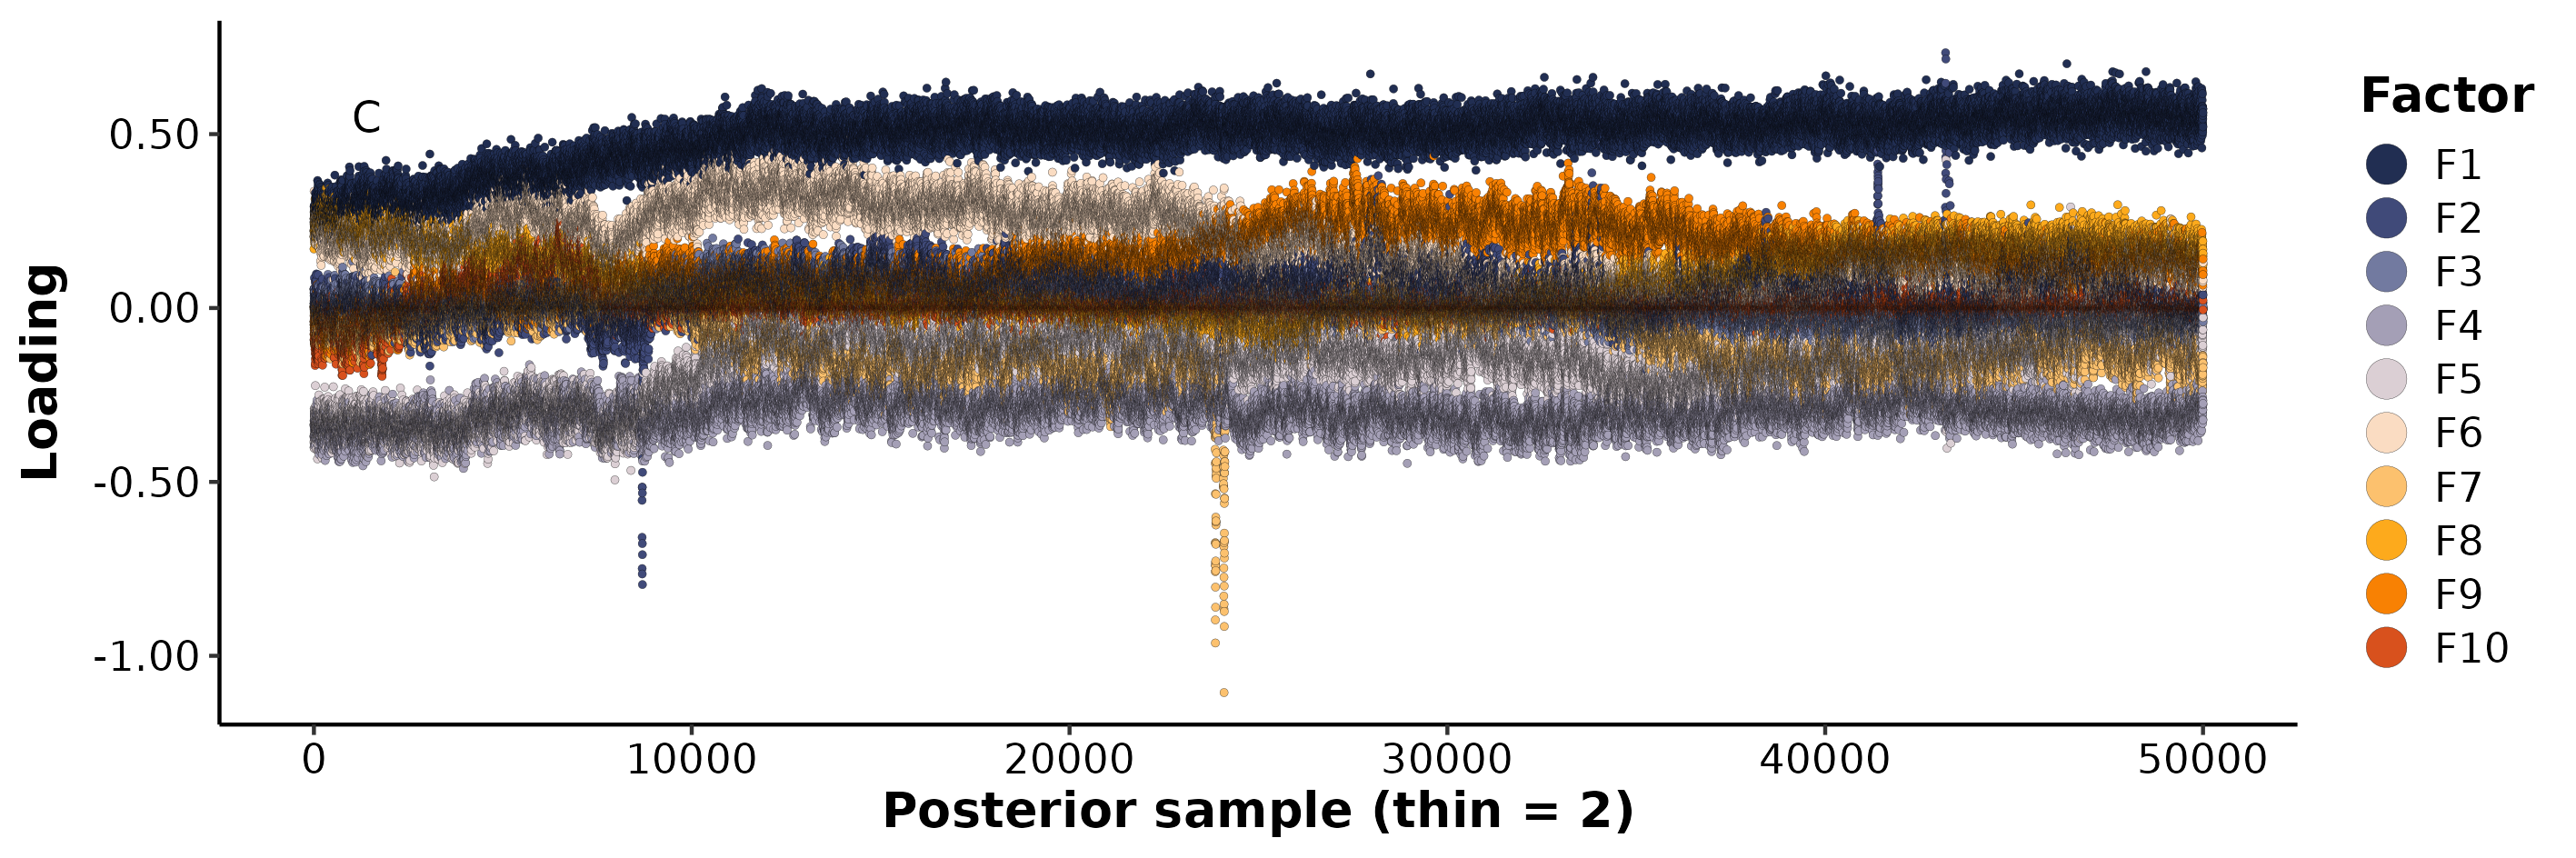 C
Loading
0.50
0.00
-0.50
-1.00
0 10000 20000 30000 40000 50000
Posterior sample (thin = 2)
Factor
F1
F2
F3
F4
F5
F6
F7
F8
F9
F10